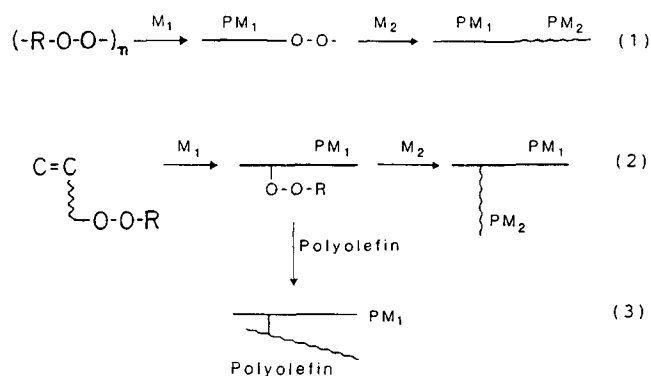 (-R-O-O-)n M1 PM1 O-O- M2 PM1 PM2 (1)
C=C O-O-R M1 PM1 O-O-R M2 PM1 PM2 (2)
Polyolefin
PM1 (3)
Polyolefin